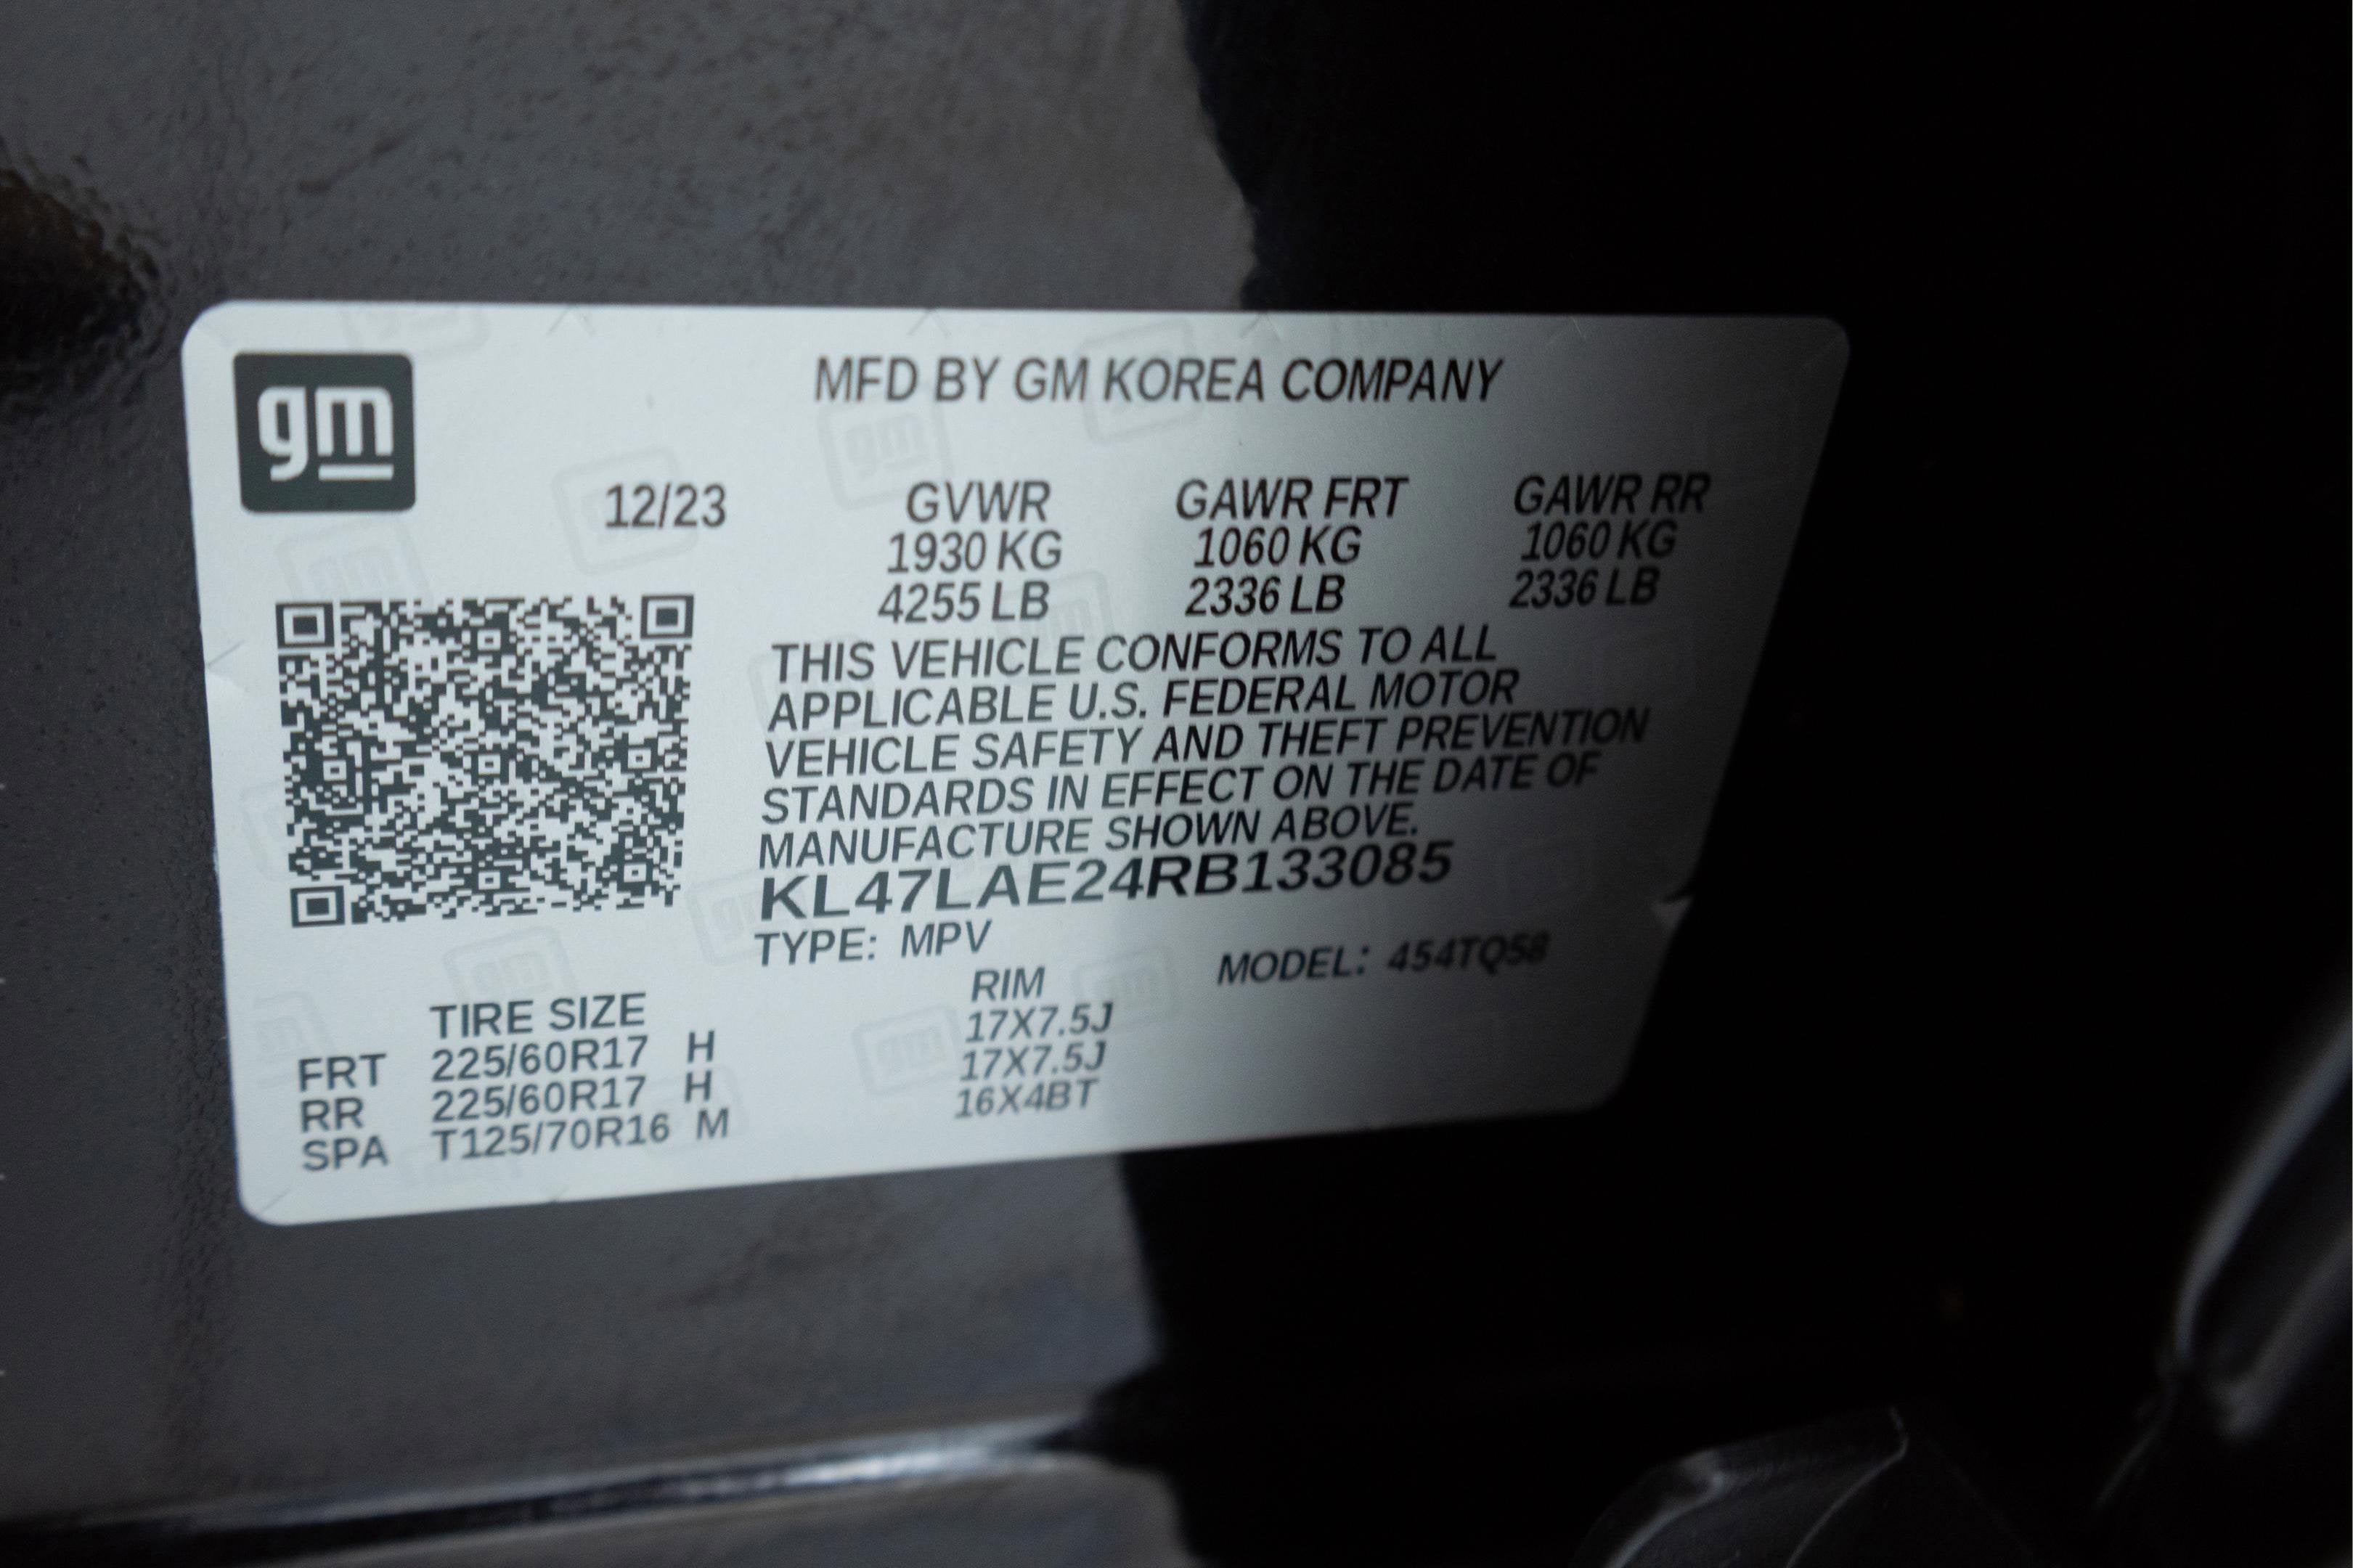 gm
MFD BY GM KOREA COMPANY
12/23 GVWR GAWR FRT GAWR RR
1930 KG 1060 KG 1060 KG
4255 LB 2336 LB 2336 LB
THIS VEHICLE CONFORMS TO ALL
APPLICABLE U.S. FEDERAL MOTOR
VEHICLE SAFETY AND THEFT PREVENTION
STANDARDS IN EFFECT ON THE DATE OF
MANUFACTURE SHOWN ABOVE.
KL47LAE24RB133085
TYPE: MPV MODEL: 454TQ58
TIRE SIZE RIM
FRT 225/60R17 H 17X7.5J
RR 225/60R17 H 17X7.5J
SPA T125/70R16 M 16X4BT